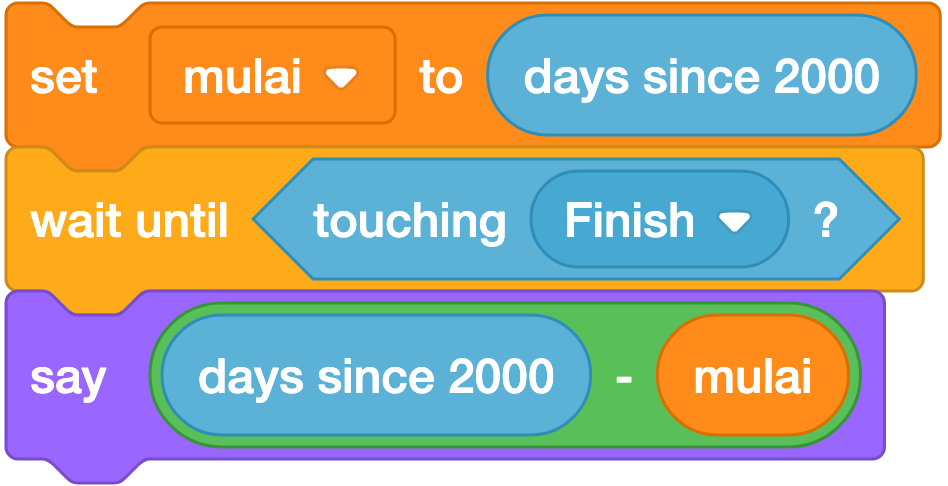 set mulai to days since 2000
wait until touching Finish ?
say days since 2000 - mulai